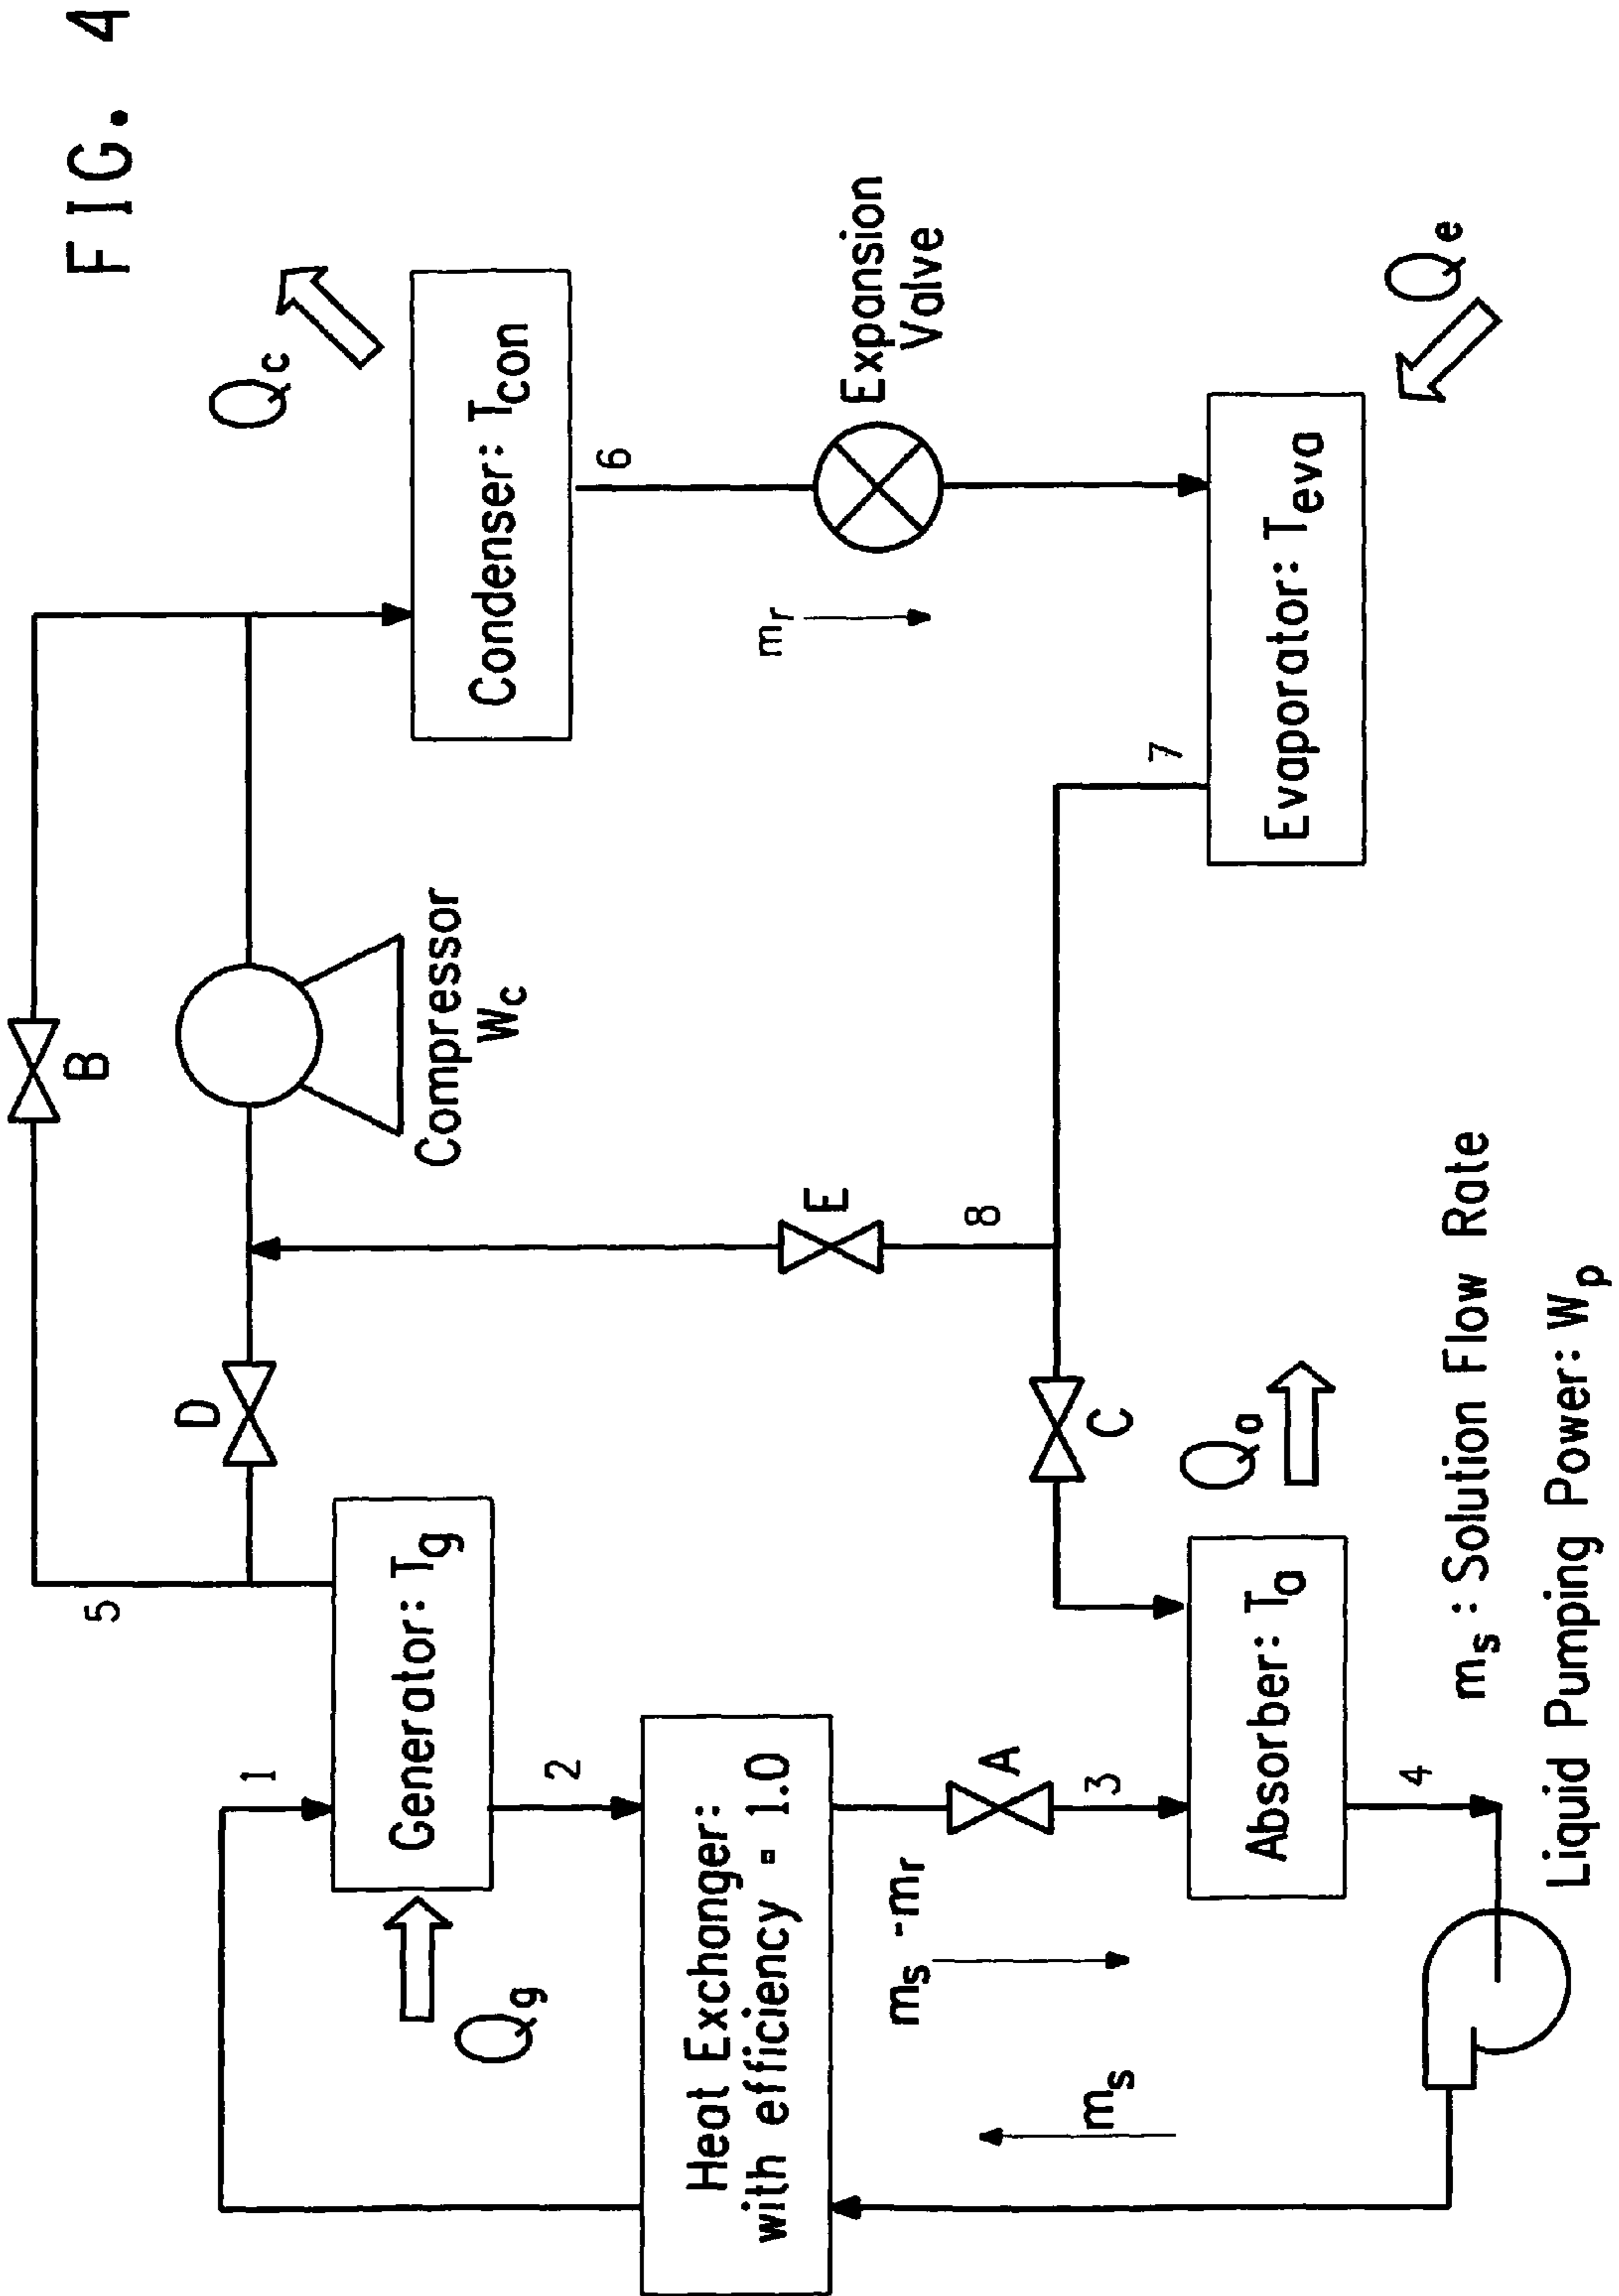 FIG. 4
B
5
D
Compressor
Wc
Qc
Condenser: Tcon
6
mr
Expansion
Valve
1
Generator: Tg
Qg
2
Heat Exchanger:
with efficiency = 1.0
E
8
7
Evaporator: Teva
Qe
C
A
3
ms - mr
ms
Absorber: Ta
Qa
4
ms: Solution Flow Rate
Liquid Pumping Power: Wp